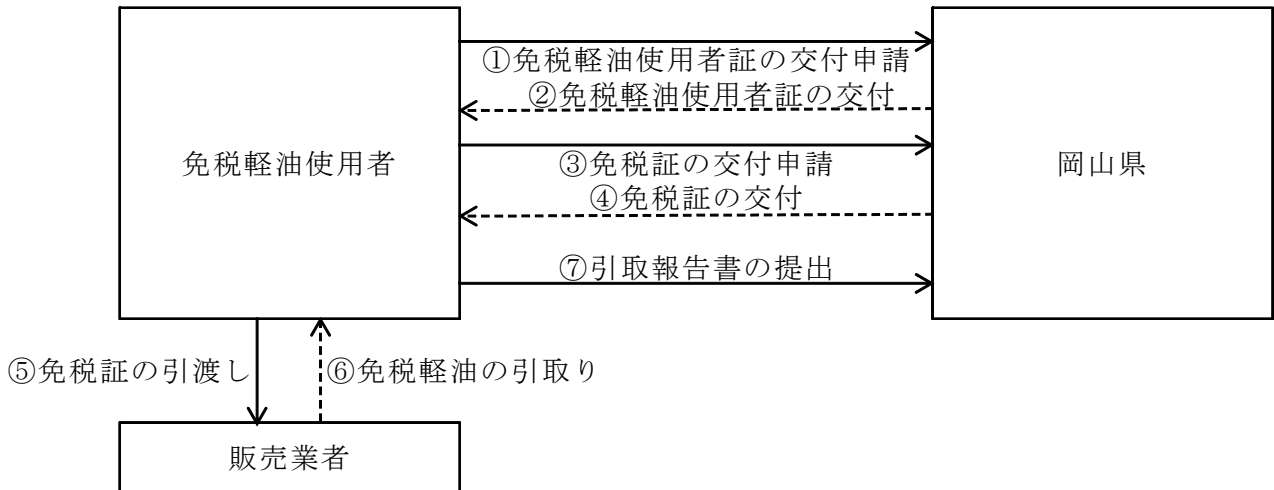 ①免税軽油使用者証の交付申請
②免税軽油使用者証の交付
免税軽油使用者
③免税証の交付申請
岡山県
④免税証の交付
⑦引取報告書の提出
⑤免税証の引渡し
⑥免税軽油の引取り
販売業者